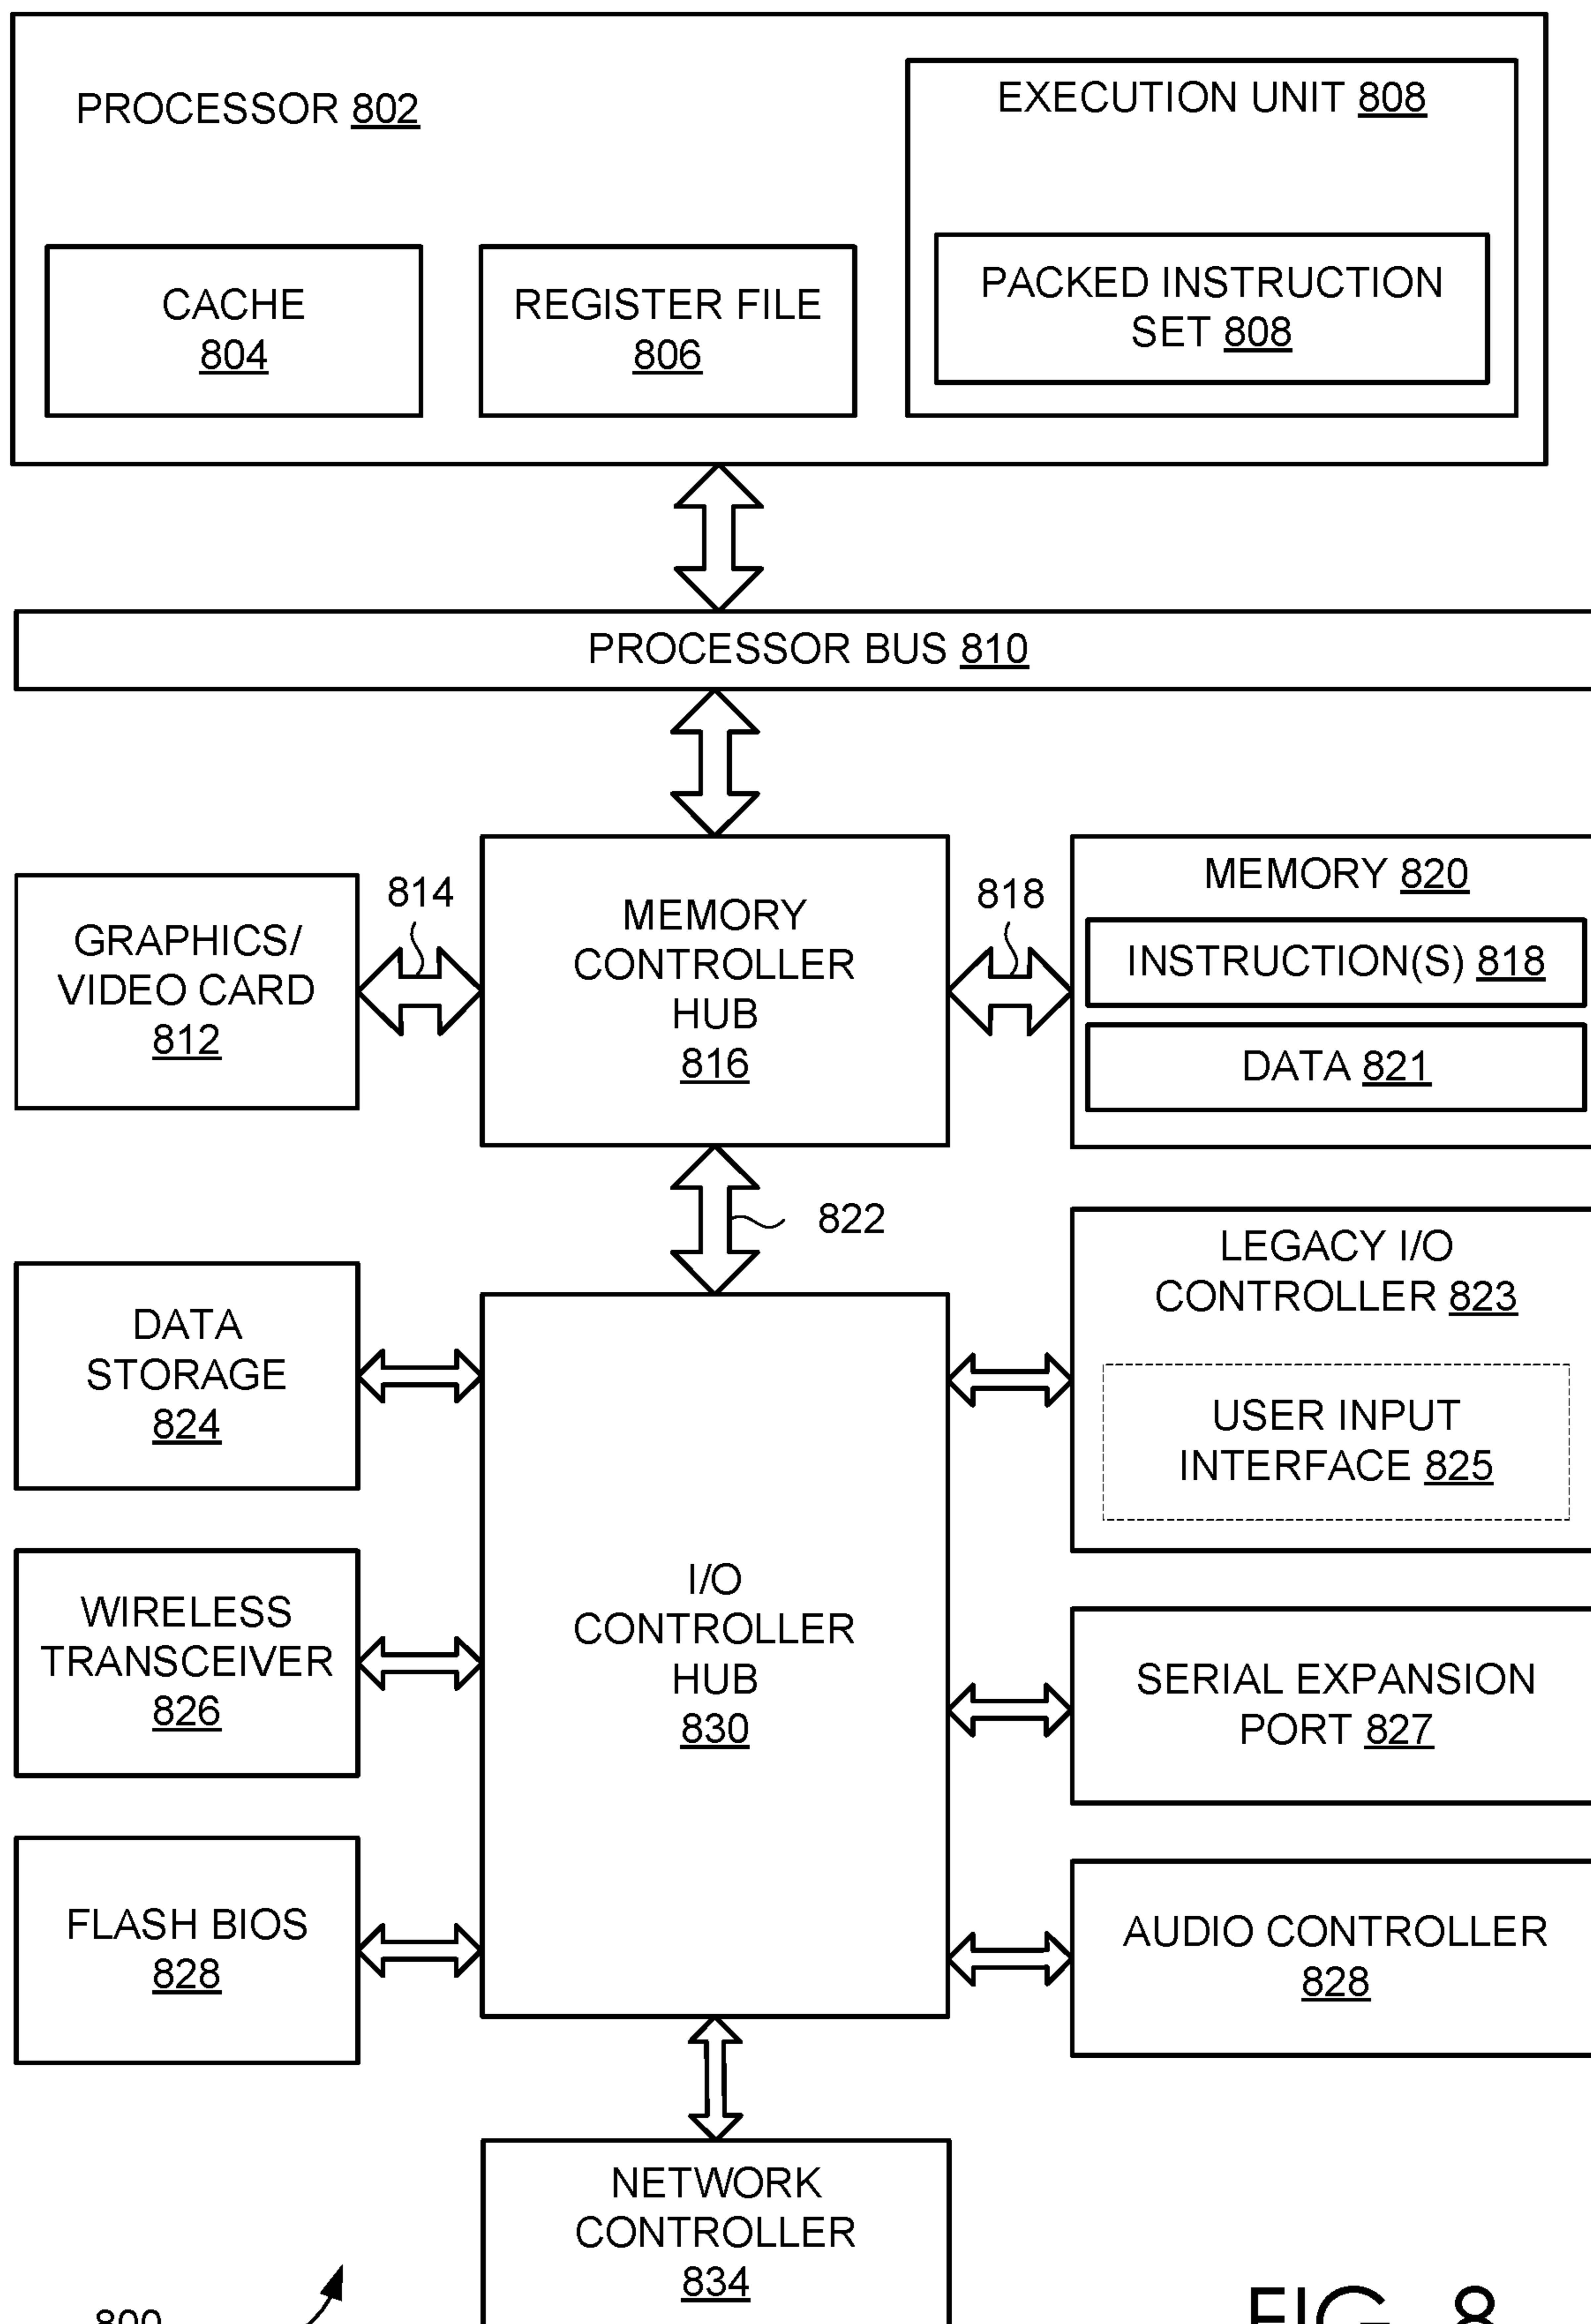 PROCESSOR 802
EXECUTION UNIT 808
CACHE
804
REGISTER FILE
806
PACKED INSTRUCTION
SET 808
PROCESSOR BUS 810
GRAPHICS/
VIDEO CARD
812
814
MEMORY
CONTROLLER
HUB
816
818
MEMORY 820
INSTRUCTION(S) 818
DATA 821
822
DATA
STORAGE
824
LEGACY I/O
CONTROLLER 823
USER INPUT
INTERFACE 825
WIRELESS
TRANSCEIVER
826
I/O
CONTROLLER
HUB
830
SERIAL EXPANSION
PORT 827
FLASH BIOS
828
AUDIO CONTROLLER
828
NETWORK
CONTROLLER
834
800
FIG. 8